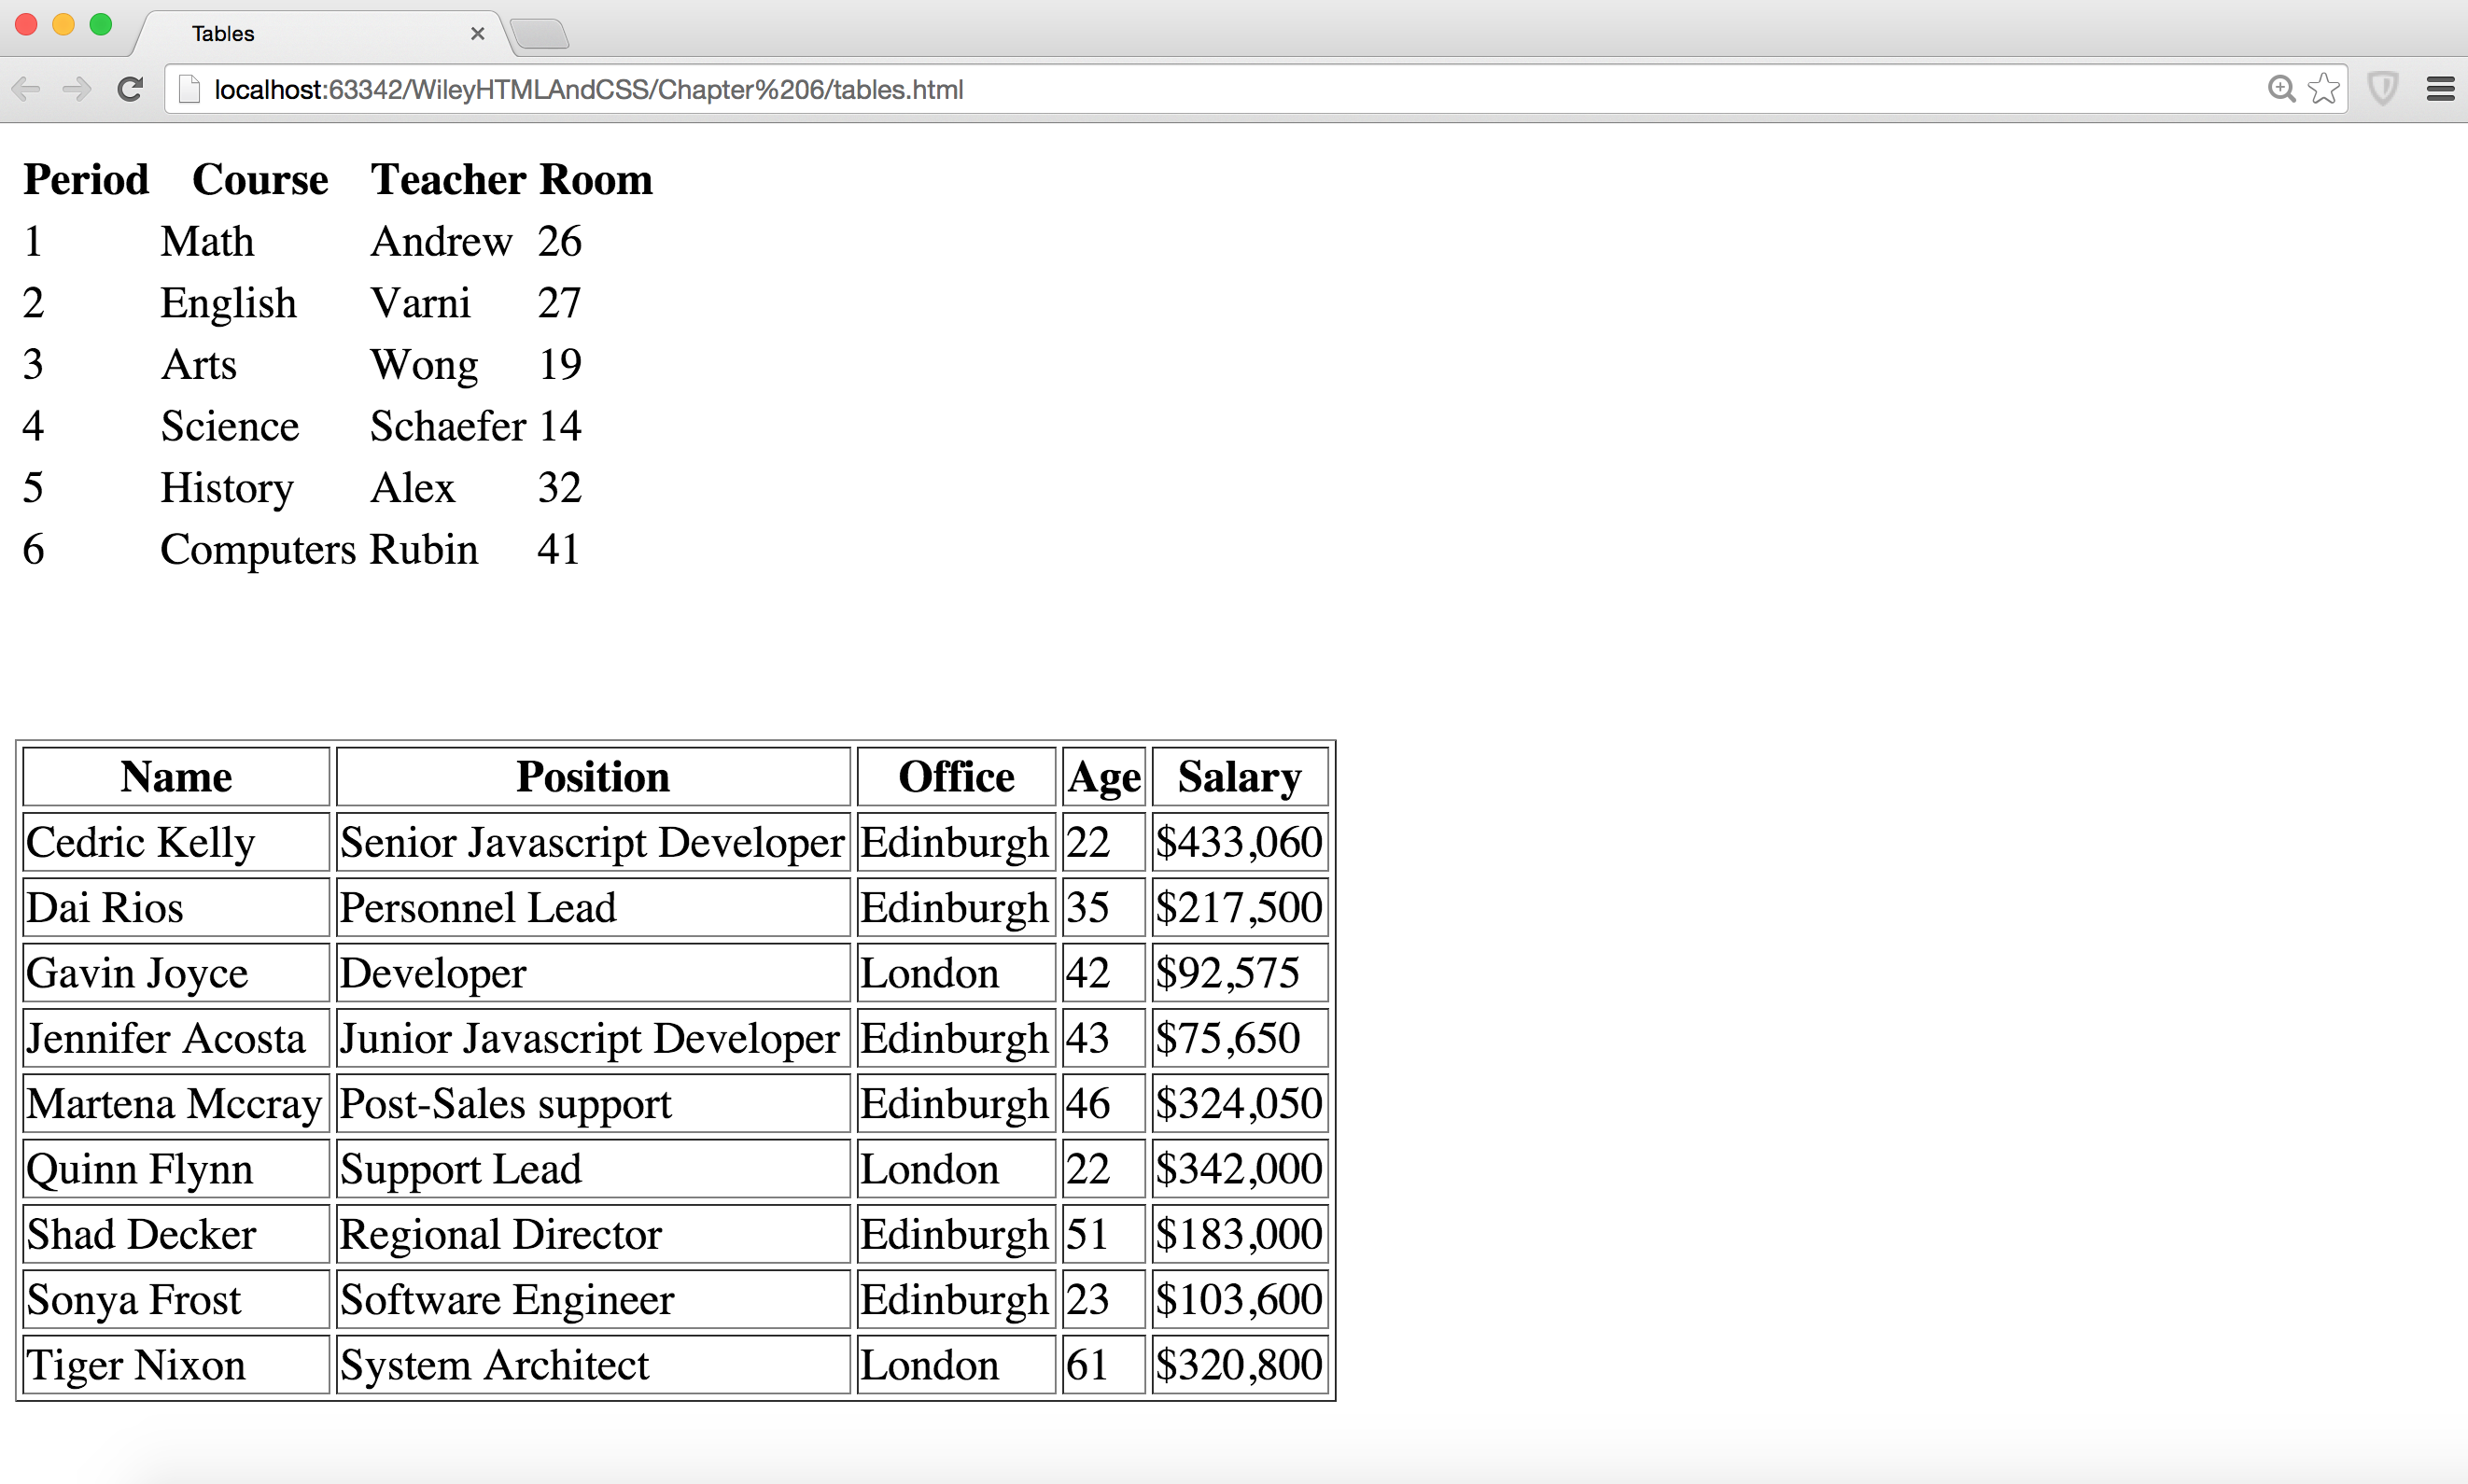 Tables
localhost:63342/WileyHTMLAndCSS/Chapter%206/tables.html
Period Course Teacher Room
1 Math Andrew 26
2 English Varni 27
3 Arts Wong 19
4 Science Schaefer 14
5 History Alex 32
6 Computers Rubin 41
Name Position Office Age Salary
Cedric Kelly Senior Javascript Developer Edinburgh 22 $433,060
Dai Rios Personnel Lead Edinburgh 35 $217,500
Gavin Joyce Developer London 42 $92,575
Jennifer Acosta Junior Javascript Developer Edinburgh 43 $75,650
Martena Mccray Post-Sales support Edinburgh 46 $324,050
Quinn Flynn Support Lead London 22 $342,000
Shad Decker Regional Director Edinburgh 51 $183,000
Sonya Frost Software Engineer Edinburgh 23 $103,600
Tiger Nixon System Architect London 61 $320,800